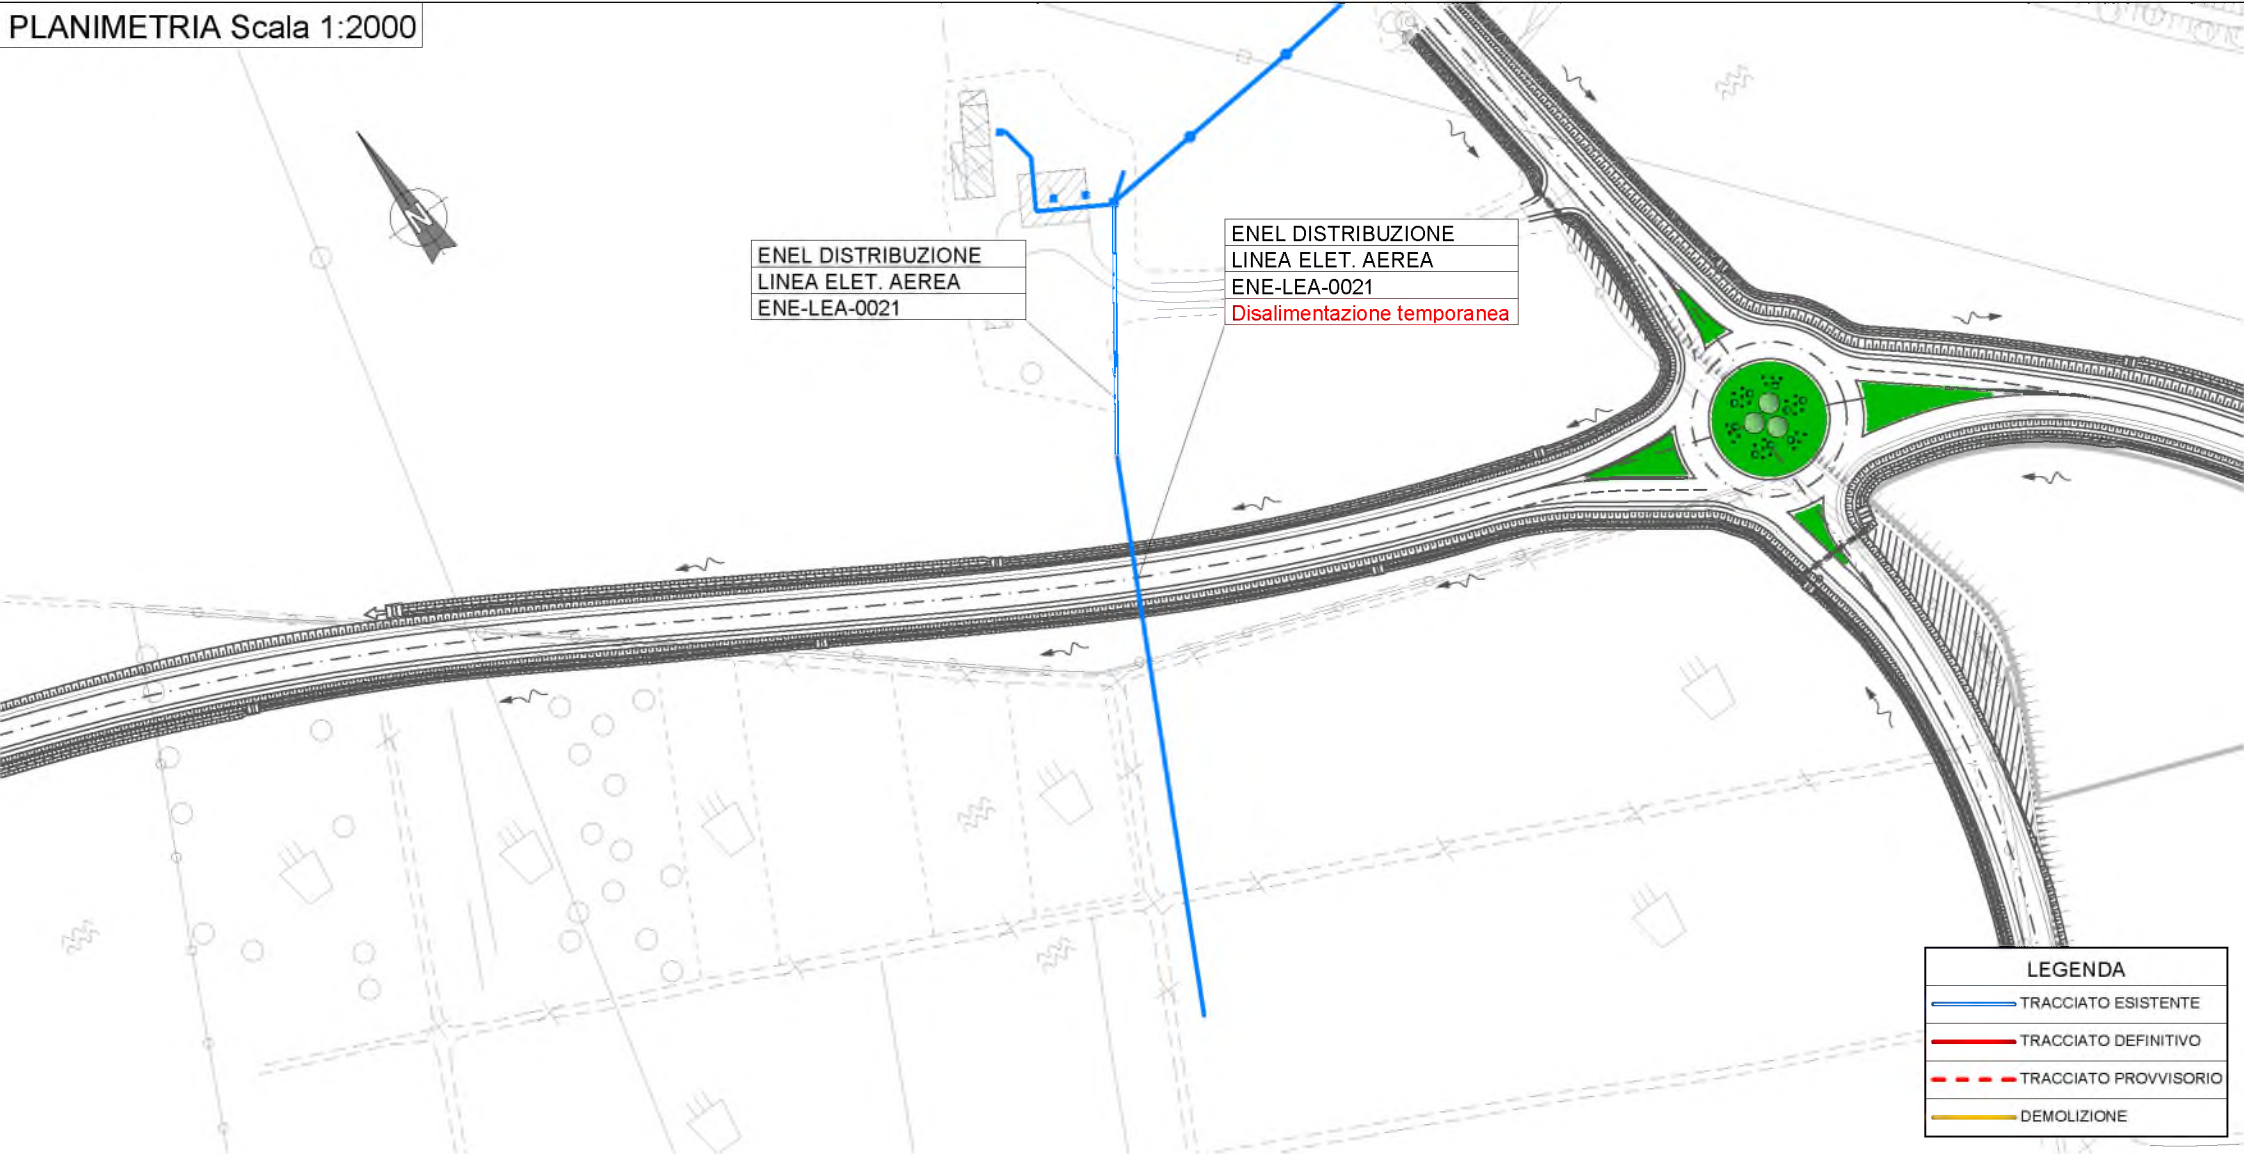 PLANIMETRIA Scala 1:2000
N
ENEL DISTRIBUZIONE
LINEA ELET. AEREA
ENE-LEA-0021
ENEL DISTRIBUZIONE
LINEA ELET. AEREA
ENE-LEA-0021
Disalimentazione temporanea
LEGENDA
TRACCIATO ESISTENTE
TRACCIATO DEFINITIVO
TRACCIATO PROVVISORIO
DEMOLIZIONE